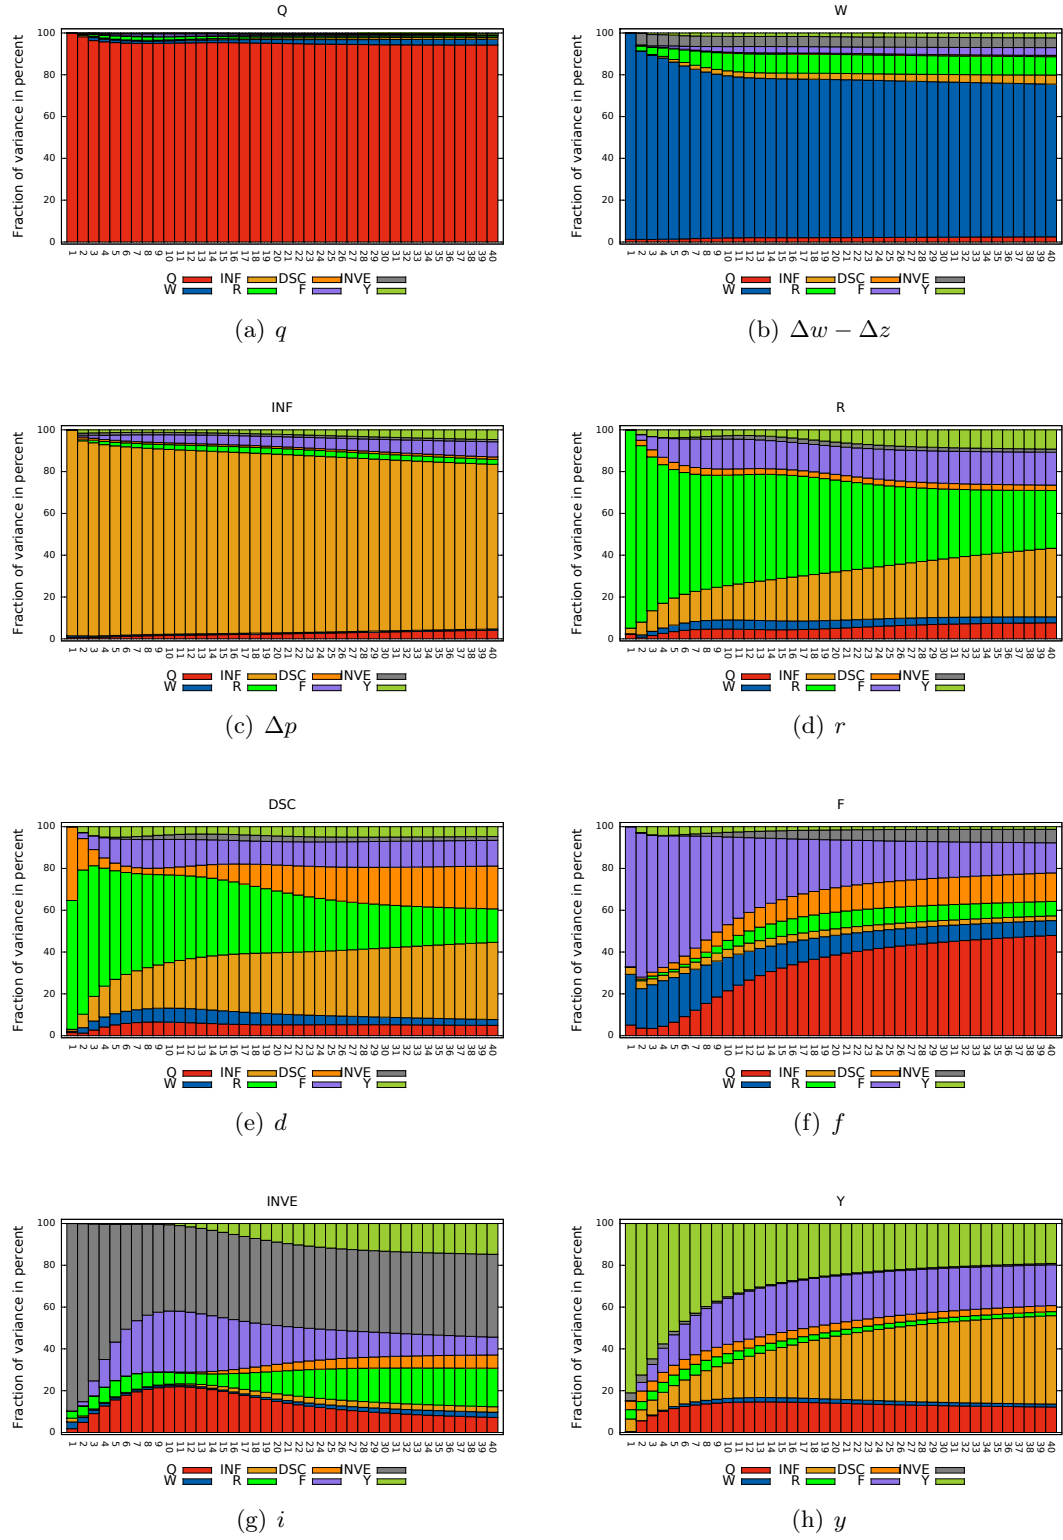 Q
Fraction of variance in percent
100
80
60
40
20
0
1 2 3 4 5 6 7 8 9 10 11 12 13 14 15 16 17 18 19 20 21 22 23 24 25 26 27 28 29 30 31 32 33 34 35 36 37 38 39 40
Q INF DSC INVE
W R F Y
(a) q
W
Fraction of variance in percent
100
80
60
40
20
0
1 2 3 4 5 6 7 8 9 10 11 12 13 14 15 16 17 18 19 20 21 22 23 24 25 26 27 28 29 30 31 32 33 34 35 36 37 38 39 40
Q INF DSC INVE
W R F Y
(b) Δw − Δz
INF
Fraction of variance in percent
100
80
60
40
20
0
1 2 3 4 5 6 7 8 9 10 11 12 13 14 15 16 17 18 19 20 21 22 23 24 25 26 27 28 29 30 31 32 33 34 35 36 37 38 39 40
Q INF DSC INVE
W R F Y
(c) Δp
R
Fraction of variance in percent
100
80
60
40
20
0
1 2 3 4 5 6 7 8 9 10 11 12 13 14 15 16 17 18 19 20 21 22 23 24 25 26 27 28 29 30 31 32 33 34 35 36 37 38 39 40
Q INF DSC INVE
W R F Y
(d) r
DSC
Fraction of variance in percent
100
80
60
40
20
0
1 2 3 4 5 6 7 8 9 10 11 12 13 14 15 16 17 18 19 20 21 22 23 24 25 26 27 28 29 30 31 32 33 34 35 36 37 38 39 40
Q INF DSC INVE
W R F Y
(e) d
F
Fraction of variance in percent
100
80
60
40
20
0
1 2 3 4 5 6 7 8 9 10 11 12 13 14 15 16 17 18 19 20 21 22 23 24 25 26 27 28 29 30 31 32 33 34 35 36 37 38 39 40
Q INF DSC INVE
W R F Y
(f) f
INVE
Fraction of variance in percent
100
80
60
40
20
0
1 2 3 4 5 6 7 8 9 10 11 12 13 14 15 16 17 18 19 20 21 22 23 24 25 26 27 28 29 30 31 32 33 34 35 36 37 38 39 40
Q INF DSC INVE
W R F Y
(g) i
Y
Fraction of variance in percent
100
80
60
40
20
0
1 2 3 4 5 6 7 8 9 10 11 12 13 14 15 16 17 18 19 20 21 22 23 24 25 26 27 28 29 30 31 32 33 34 35 36 37 38 39 40
Q INF DSC INVE
W R F Y
(h) y